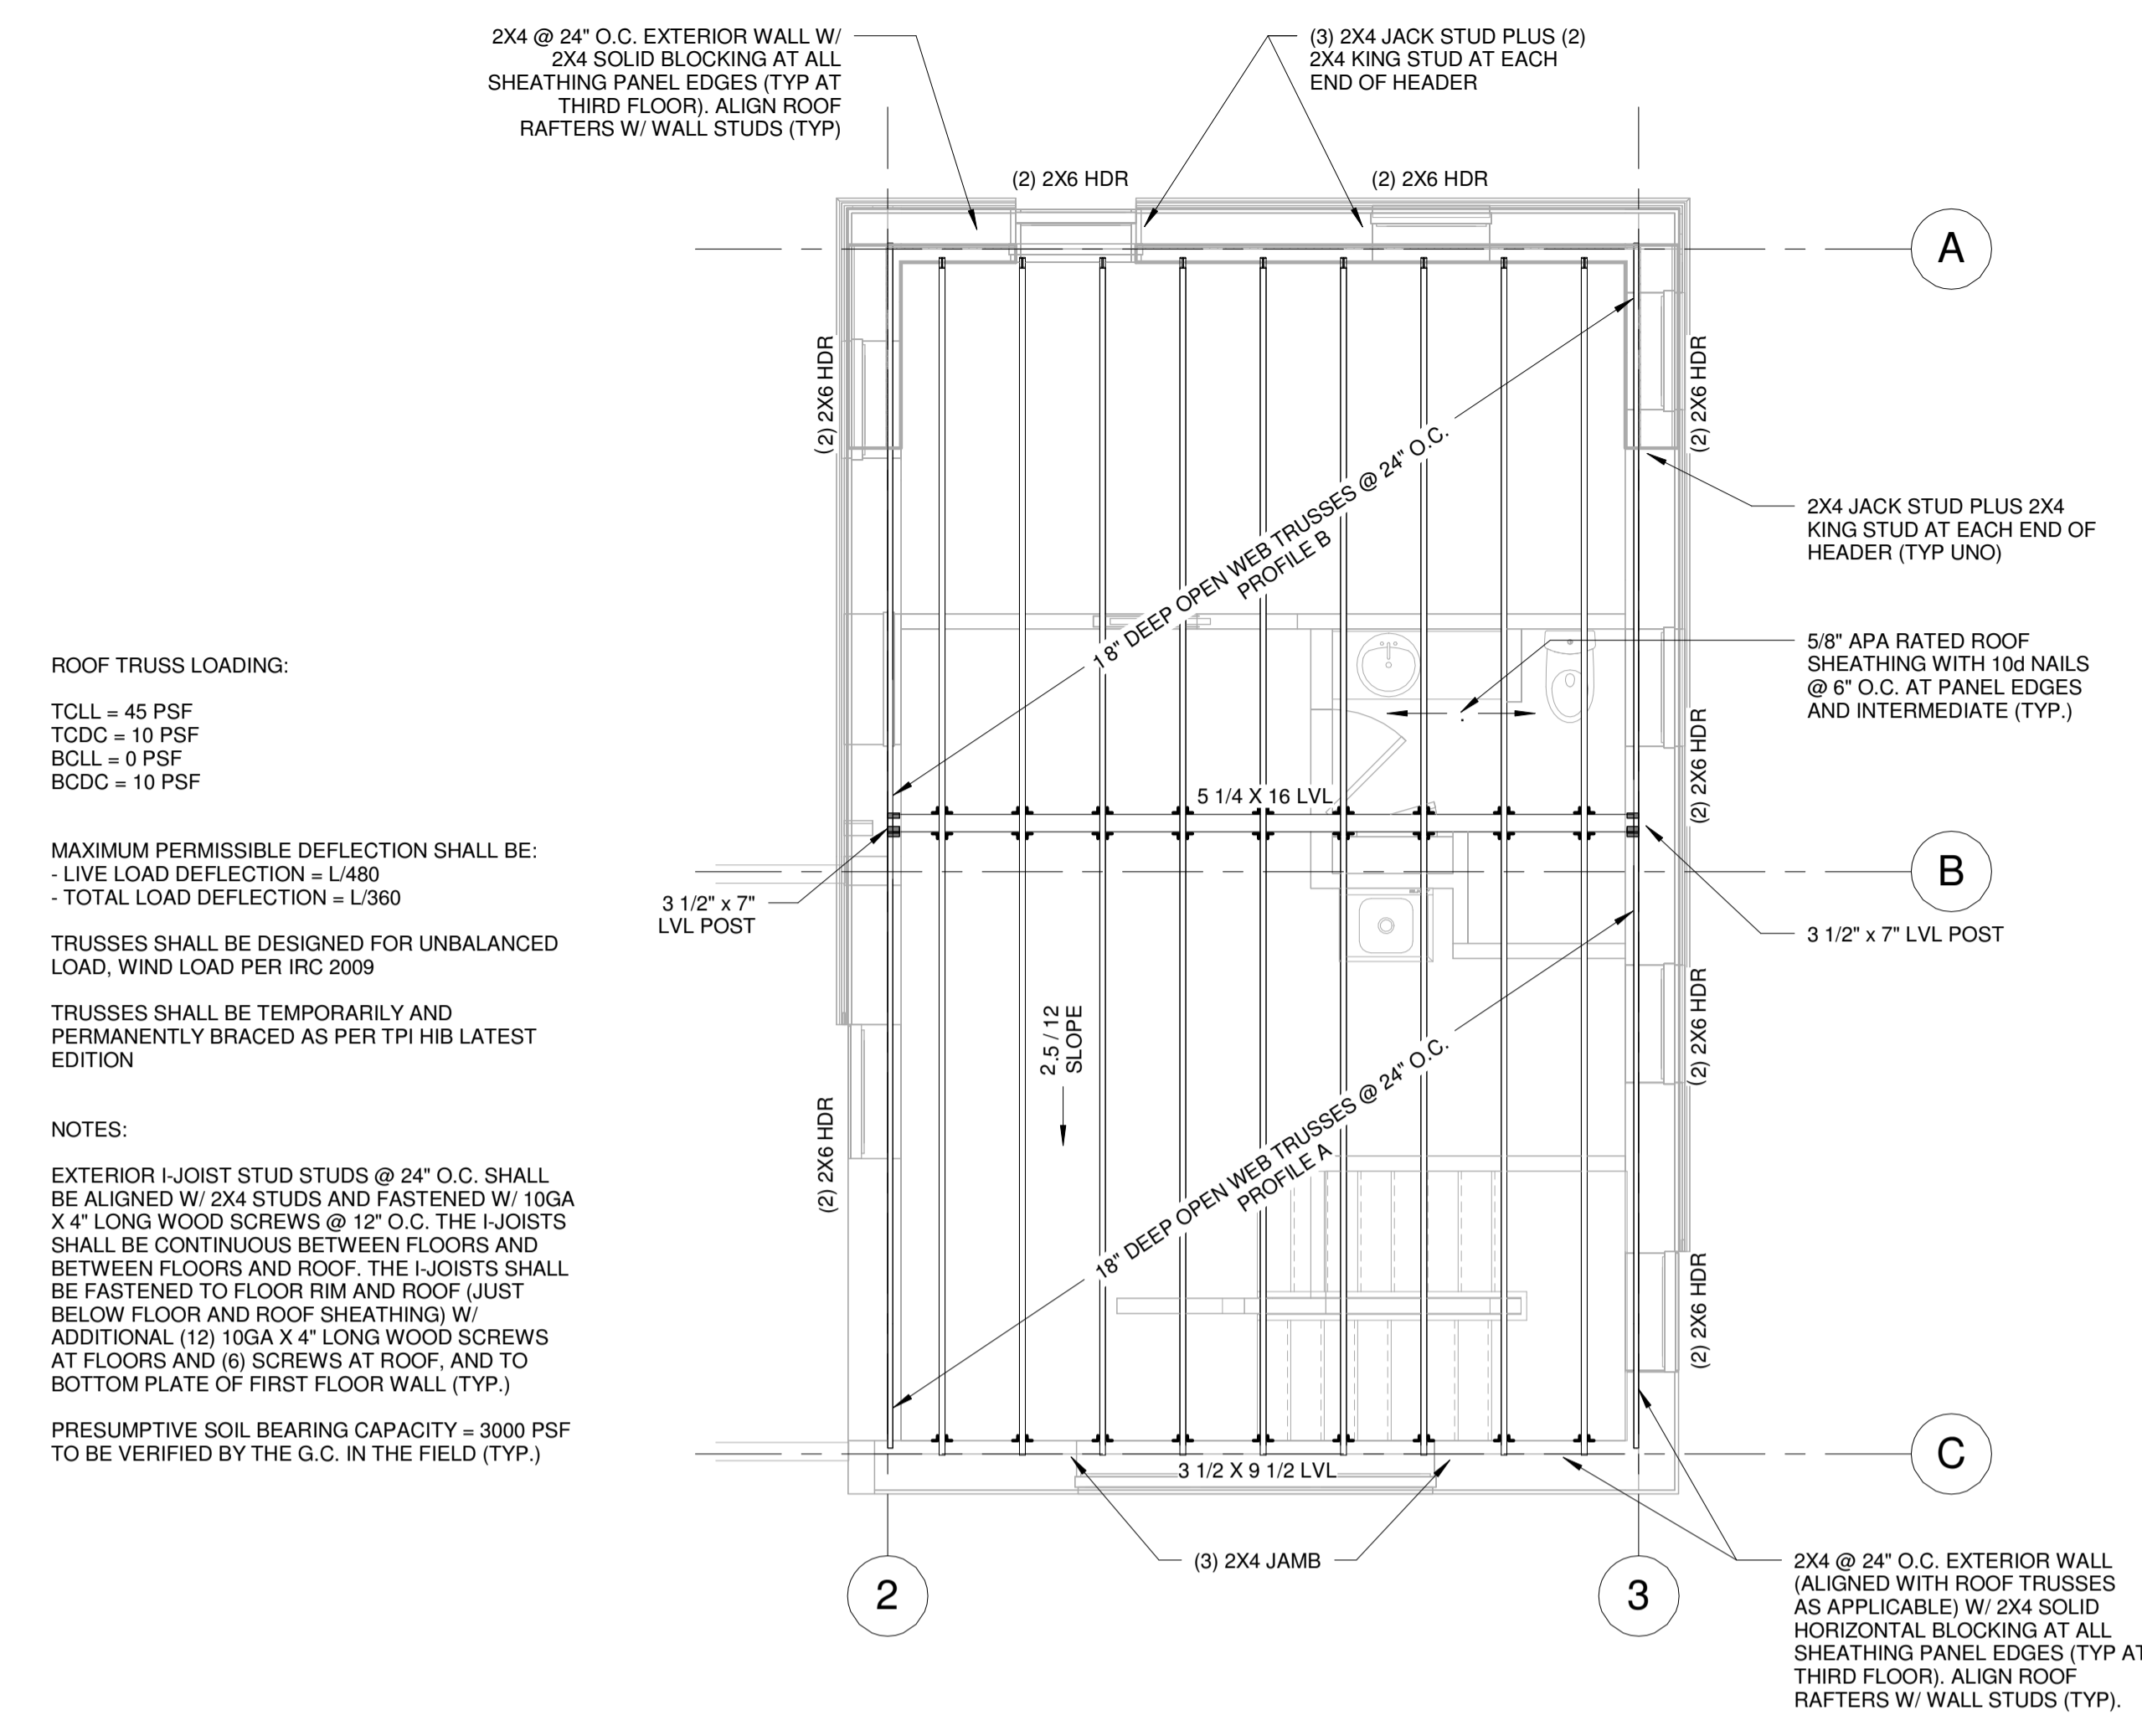 2X4 @ 24" O.C. EXTERIOR WALL W/
2X4 SOLID BLOCKING AT ALL
SHEATHING PANEL EDGES (TYP AT
THIRD FLOOR). ALIGN ROOF
RAFTERS W/ WALL STUDS (TYP)
(3) 2X4 JACK STUD PLUS (2)
2X4 KING STUD AT EACH
END OF HEADER
(2) 2X6 HDR
(2) 2X6 HDR
A
(2) 2X6 HDR
(2) 2X6 HDR
18" DEEP OPEN WEB TRUSSES @ 24" O.C.
PROFILE B
2X4 JACK STUD PLUS 2X4
KING STUD AT EACH END OF
HEADER (TYP UNO)
5/8" APA RATED ROOF
SHEATHING WITH 10d NAILS
@ 6" O.C. AT PANEL EDGES
AND INTERMEDIATE (TYP.)
(2) 2X6 HDR
5 1/4 X 16 LVL
B
3 1/2" x 7"
LVL POST
3 1/2" x 7" LVL POST
(2) 2X6 HDR
2.5 / 12
SLOPE
18" DEEP OPEN WEB TRUSSES @ 24" O.C.
PROFILE A
(2) 2X6 HDR
(2) 2X6 HDR
C
3 1/2 X 9 1/2 LVL
(3) 2X4 JAMB
2
3
2X4 @ 24" O.C. EXTERIOR WALL
(ALIGNED WITH ROOF TRUSSES
AS APPLICABLE) W/ 2X4 SOLID
HORIZONTAL BLOCKING AT ALL
SHEATHING PANEL EDGES (TYP AT
THIRD FLOOR). ALIGN ROOF
RAFTERS W/ WALL STUDS (TYP).
ROOF TRUSS LOADING:
TCLL = 45 PSF
TCDC = 10 PSF
BCLL = 0 PSF
BCDC = 10 PSF
MAXIMUM PERMISSIBLE DEFLECTION SHALL BE:
- LIVE LOAD DEFLECTION = L/480
- TOTAL LOAD DEFLECTION = L/360
TRUSSES SHALL BE DESIGNED FOR UNBALANCED
LOAD, WIND LOAD PER IRC 2009
TRUSSES SHALL BE TEMPORARILY AND
PERMANENTLY BRACED AS PER TPI HIB LATEST
EDITION
NOTES:
EXTERIOR I-JOIST STUD STUDS @ 24" O.C. SHALL
BE ALIGNED W/ 2X4 STUDS AND FASTENED W/ 10GA
X 4" LONG WOOD SCREWS @ 12" O.C. THE I-JOISTS
SHALL BE CONTINUOUS BETWEEN FLOORS AND
BETWEEN FLOORS AND ROOF. THE I-JOISTS SHALL
BE FASTENED TO FLOOR RIM AND ROOF (JUST
BELOW FLOOR AND ROOF SHEATHING) W/
ADDITIONAL (12) 10GA X 4" LONG WOOD SCREWS
AT FLOORS AND (6) SCREWS AT ROOF, AND TO
BOTTOM PLATE OF FIRST FLOOR WALL (TYP.)
PRESUMPTIVE SOIL BEARING CAPACITY = 3000 PSF
TO BE VERIFIED BY THE G.C. IN THE FIELD (TYP.)